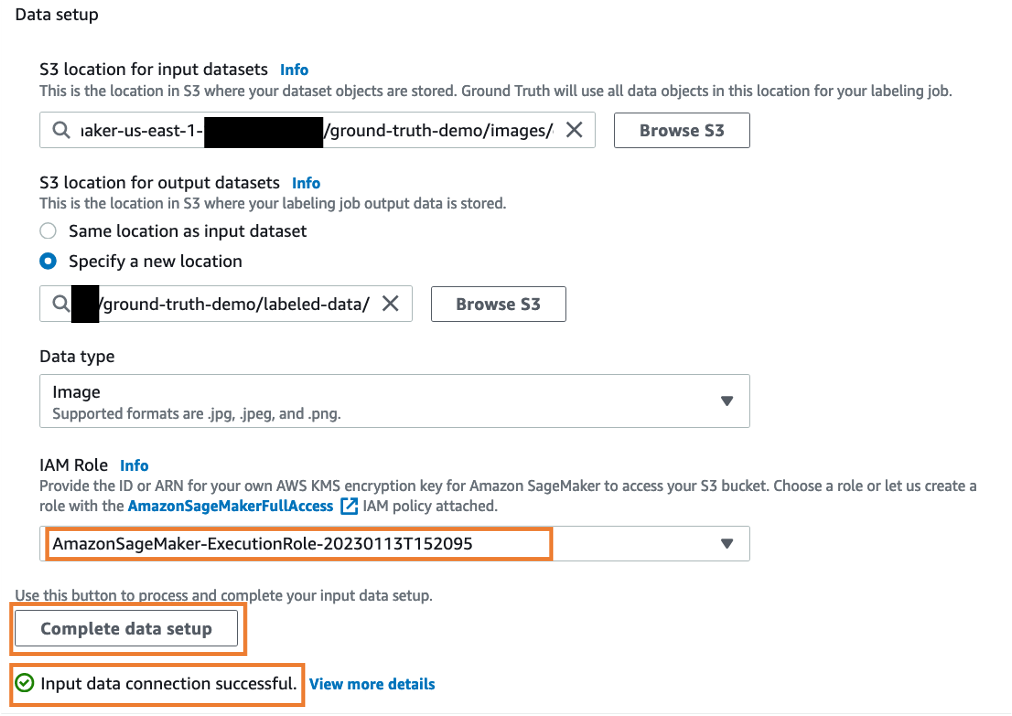 Data setup
S3 location for input datasets Info
This is the location in S3 where your dataset objects are stored. Ground Truth will use all data objects in this location for your labeling job.
aker-us-east-1- /ground-truth-demo/images/ Browse S3
S3 location for output datasets Info
This is the location in S3 where your labeling job output data is stored.
Same location as input dataset
Specify a new location
/ground-truth-demo/labeled-data/ Browse S3
Data type
Image
Supported formats are .jpg, .jpeg, and .png.
IAM Role Info
Provide the ID or ARN for your own AWS KMS encryption key for Amazon SageMaker to access your S3 bucket. Choose a role or let us create a
role with the AmazonSageMakerFullAccess IAM policy attached.
AmazonSageMaker-ExecutionRole-20230113T152095
Use this button to process and complete your input data setup.
Complete data setup
Input data connection successful. View more details